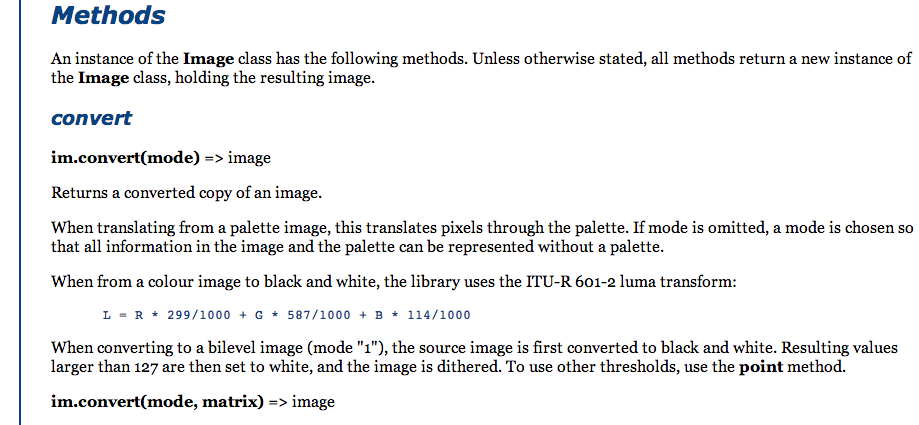 Methods
An instance of the Image class has the following methods. Unless otherwise stated, all methods return a new instance of
the Image class, holding the resulting image.
convert
im.convert(mode) => image
Returns a converted copy of an image.
When translating from a palette image, this translates pixels through the palette. If mode is omitted, a mode is chosen so
that all information in the image and the palette can be represented without a palette.
When from a colour image to black and white, the library uses the ITU-R 601-2 luma transform:
L = R * 299/1000 + G * 587/1000 + B * 114/1000
When converting to a bilevel image (mode "1"), the source image is first converted to black and white. Resulting values
larger than 127 are then set to white, and the image is dithered. To use other thresholds, use the point method.
im.convert(mode, matrix) => image